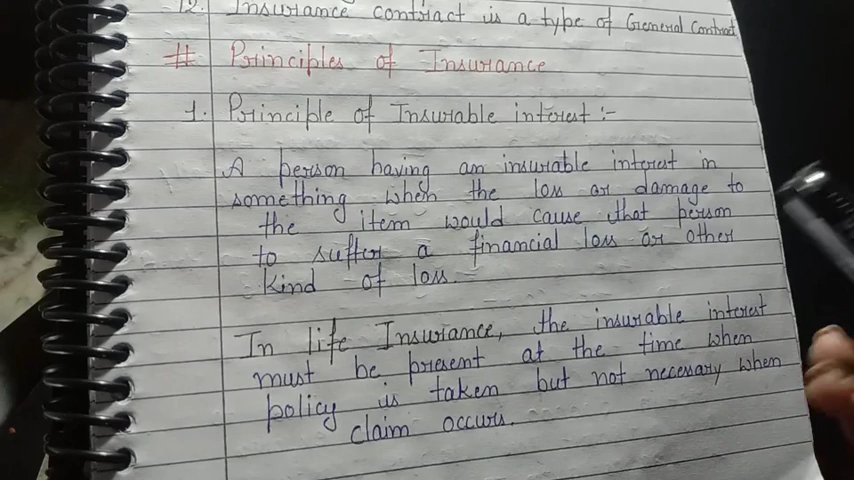 12. Insurance contract is a type of General Contract
# Principles of Insurance
1. Principle of Insurable interest :-
A person having an insurable interest in
something when the loss or damage to
the item would cause that person
to suffer a financial loss or other
kind of loss.
In life Insurance, the insurable interest
must be present at the time when
policy is taken but not necessary when
claim occurs.